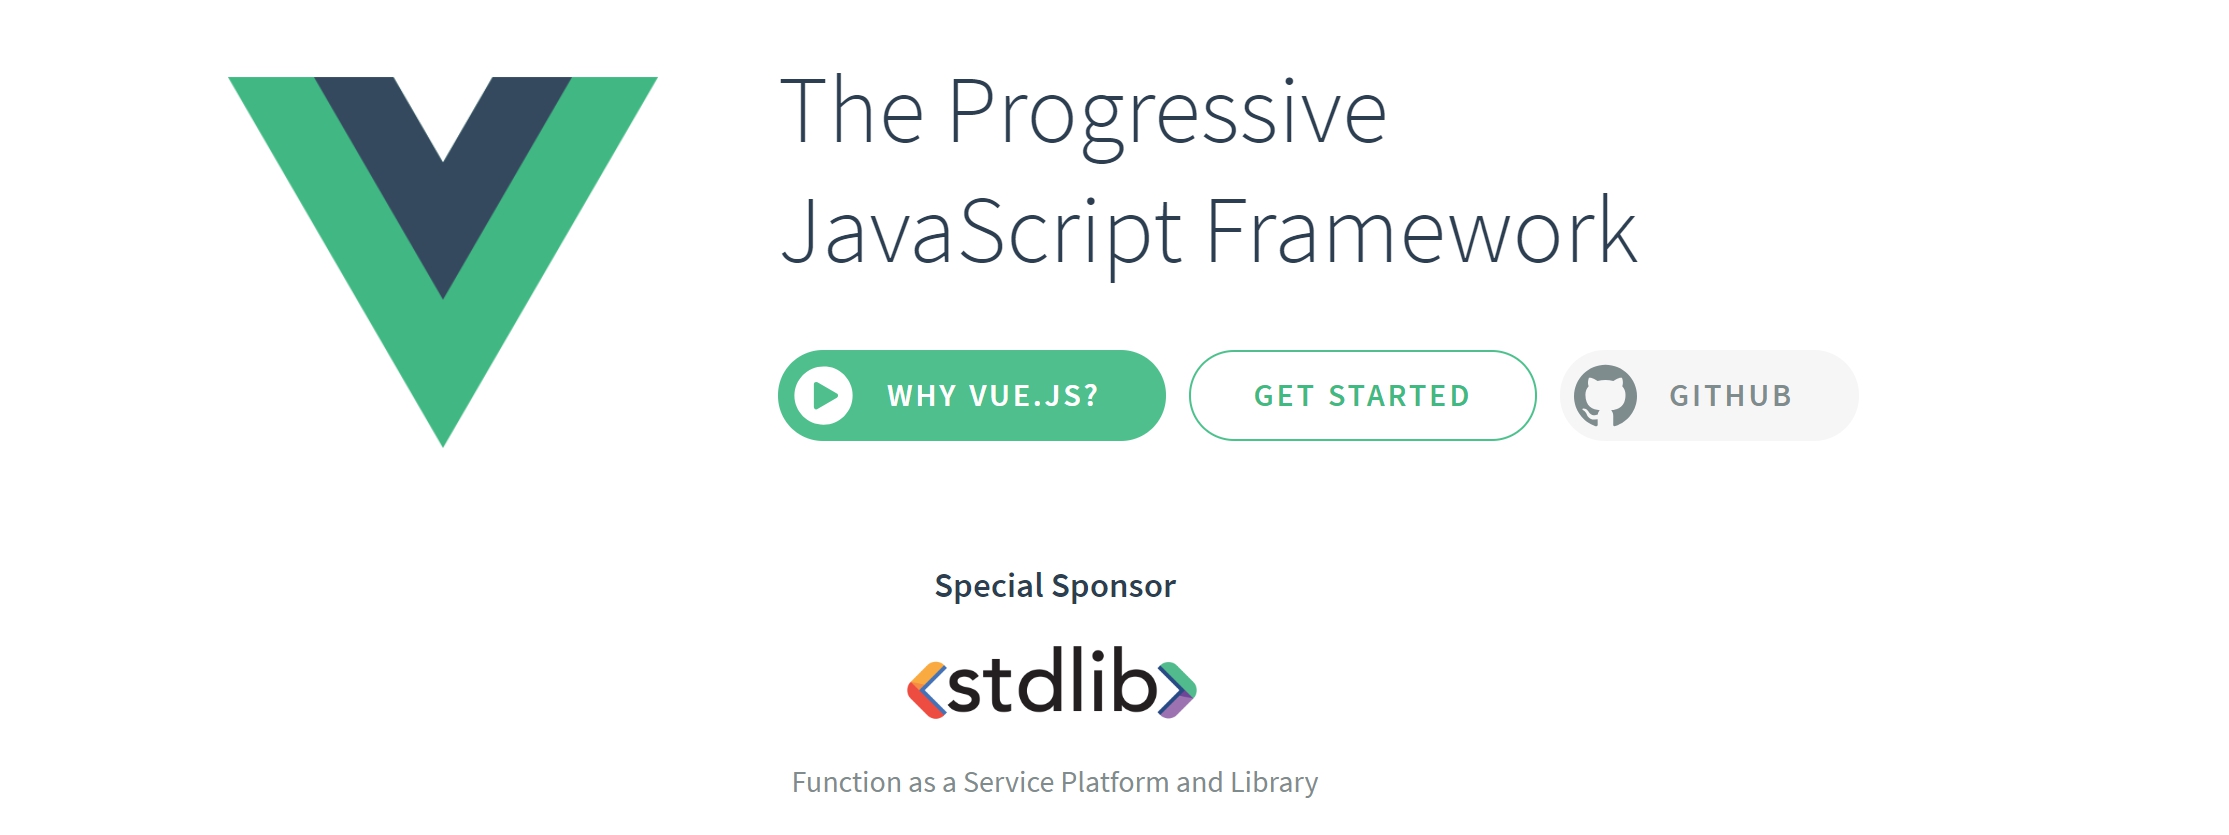 The Progressive
JavaScript Framework
WHY VUE.JS?
GET STARTED
GITHUB
Special Sponsor
<stdlib>
Function as a Service Platform and Library